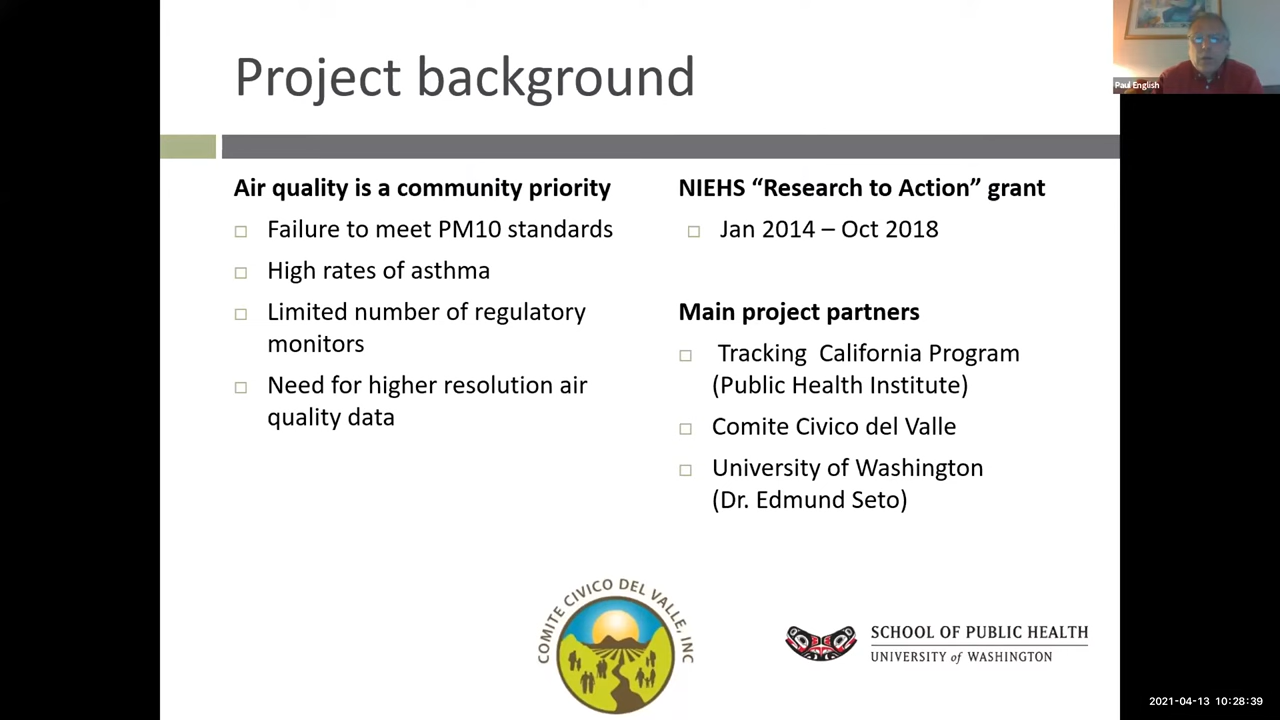 Project background
Paul English
Air quality is a community priority
Failure to meet PM10 standards
High rates of asthma
Limited number of regulatory
monitors
Need for higher resolution air
quality data
NIEHS “Research to Action” grant
Jan 2014 – Oct 2018
Main project partners
Tracking California Program
(Public Health Institute)
Comite Civico del Valle
University of Washington
(Dr. Edmund Seto)
COMITE CIVICO DEL VALLE, INC
SCHOOL OF PUBLIC HEALTH
UNIVERSITY of WASHINGTON
2021-04-13 10:28:39